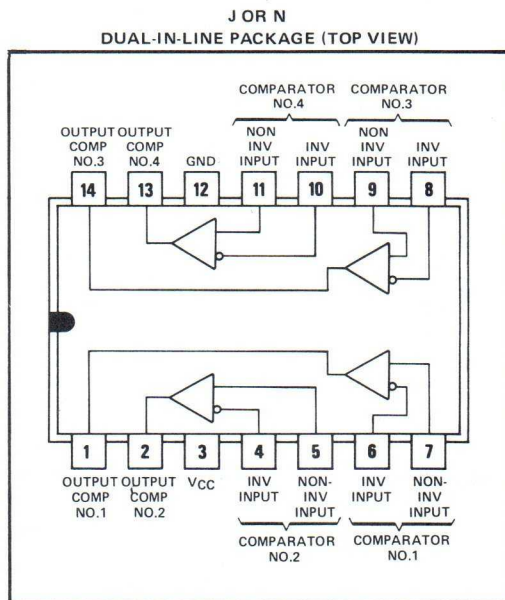 J OR N
DUAL-IN-LINE PACKAGE (TOP VIEW)
COMPARATOR
NO.4
COMPARATOR
NO.3
OUTPUT
COMP
NO.3
OUTPUT
COMP
NO.4
GND
NON
INV
INPUT
INV
INPUT
NON
INV
INPUT
INV
INPUT
14
13
12
11
10
9
8
1
2
3
4
5
6
7
OUTPUT
COMP
NO.1
OUTPUT
COMP
NO.2
VCC
INV
INPUT
NON-
INV
INPUT
INV
INPUT
NON-
INV
INPUT
COMPARATOR
NO.2
COMPARATOR
NO.1